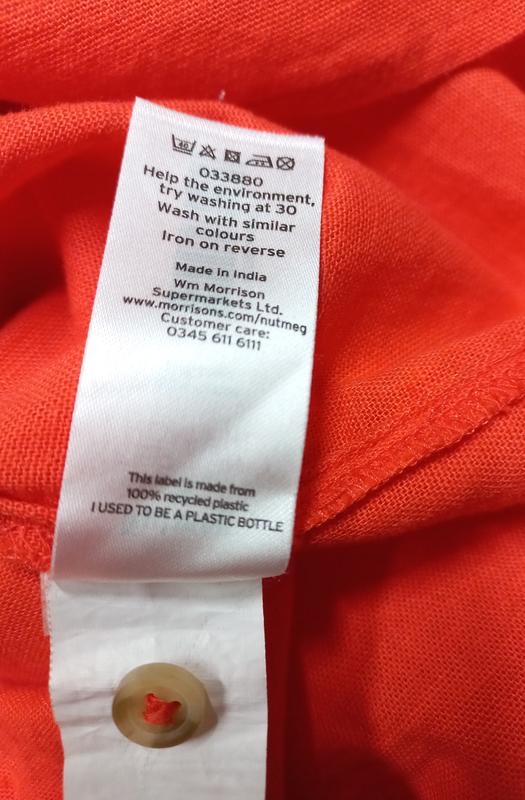 40
033880
Help the environment,
try washing at 30
Wash with similar
colours
Iron on reverse
Made in India
Wm Morrison
Supermarkets Ltd.
www.morrisons.com/nutmeg
Customer care:
0345 611 6111
This label is made from
100% recycled plastic
I USED TO BE A PLASTIC BOTTLE